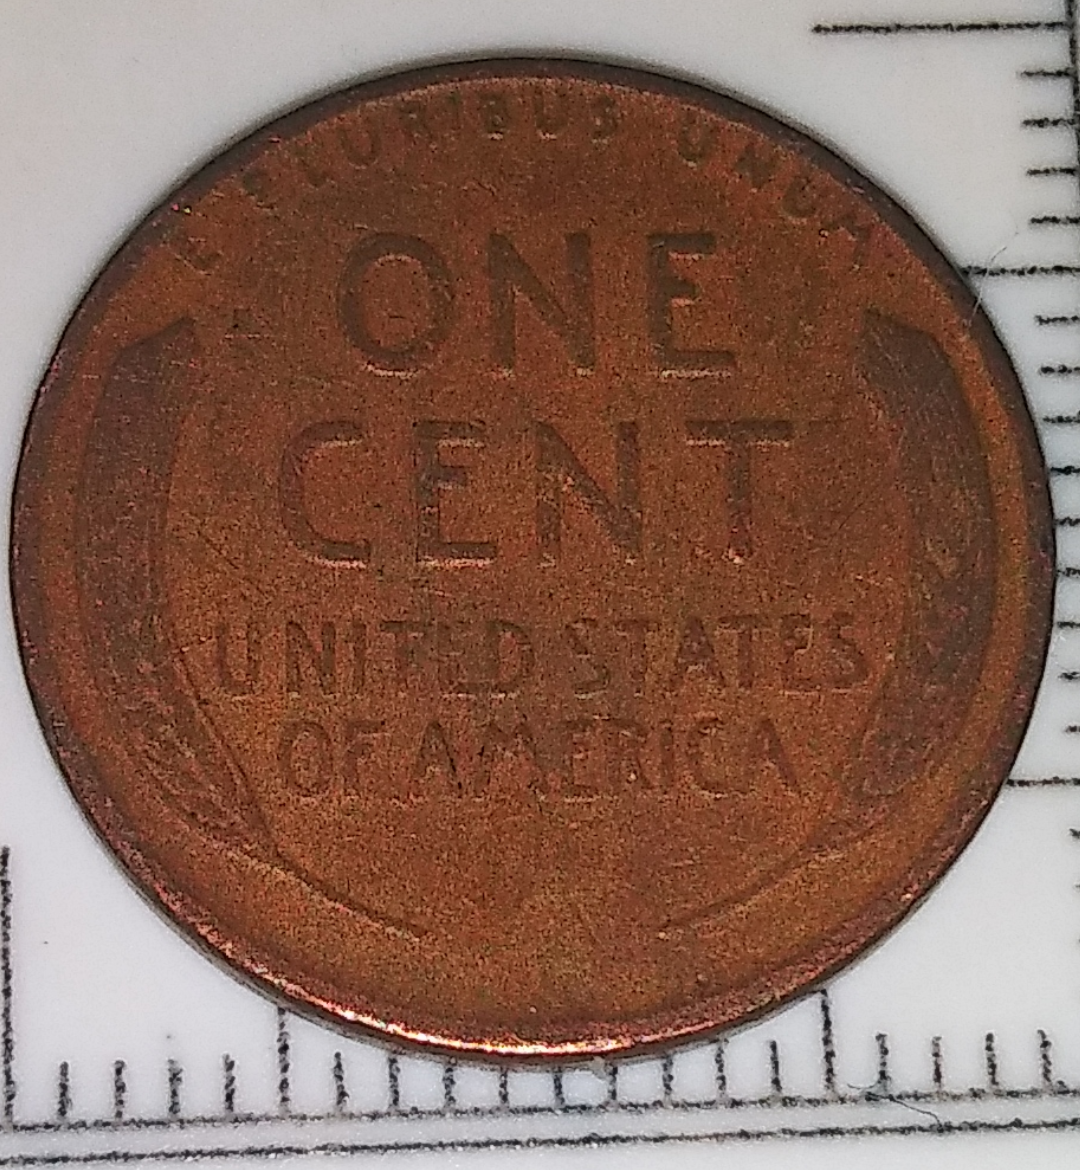 E PLURIBUS UNUM
ONE
CENT
UNITED STATES
OF AMERICA